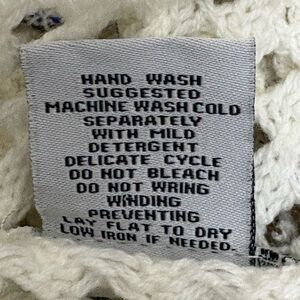 HAND WASH
SUGGESTED
MACHINE WASH COLD
SEPARATELY
WITH MILD
DETERGENT
DELICATE CYCLE
DO NOT BLEACH
DO NOT WRING
WINDING
PREVENTING
LAY FLAT TO DRY
LOW IRON IF NEEDED.